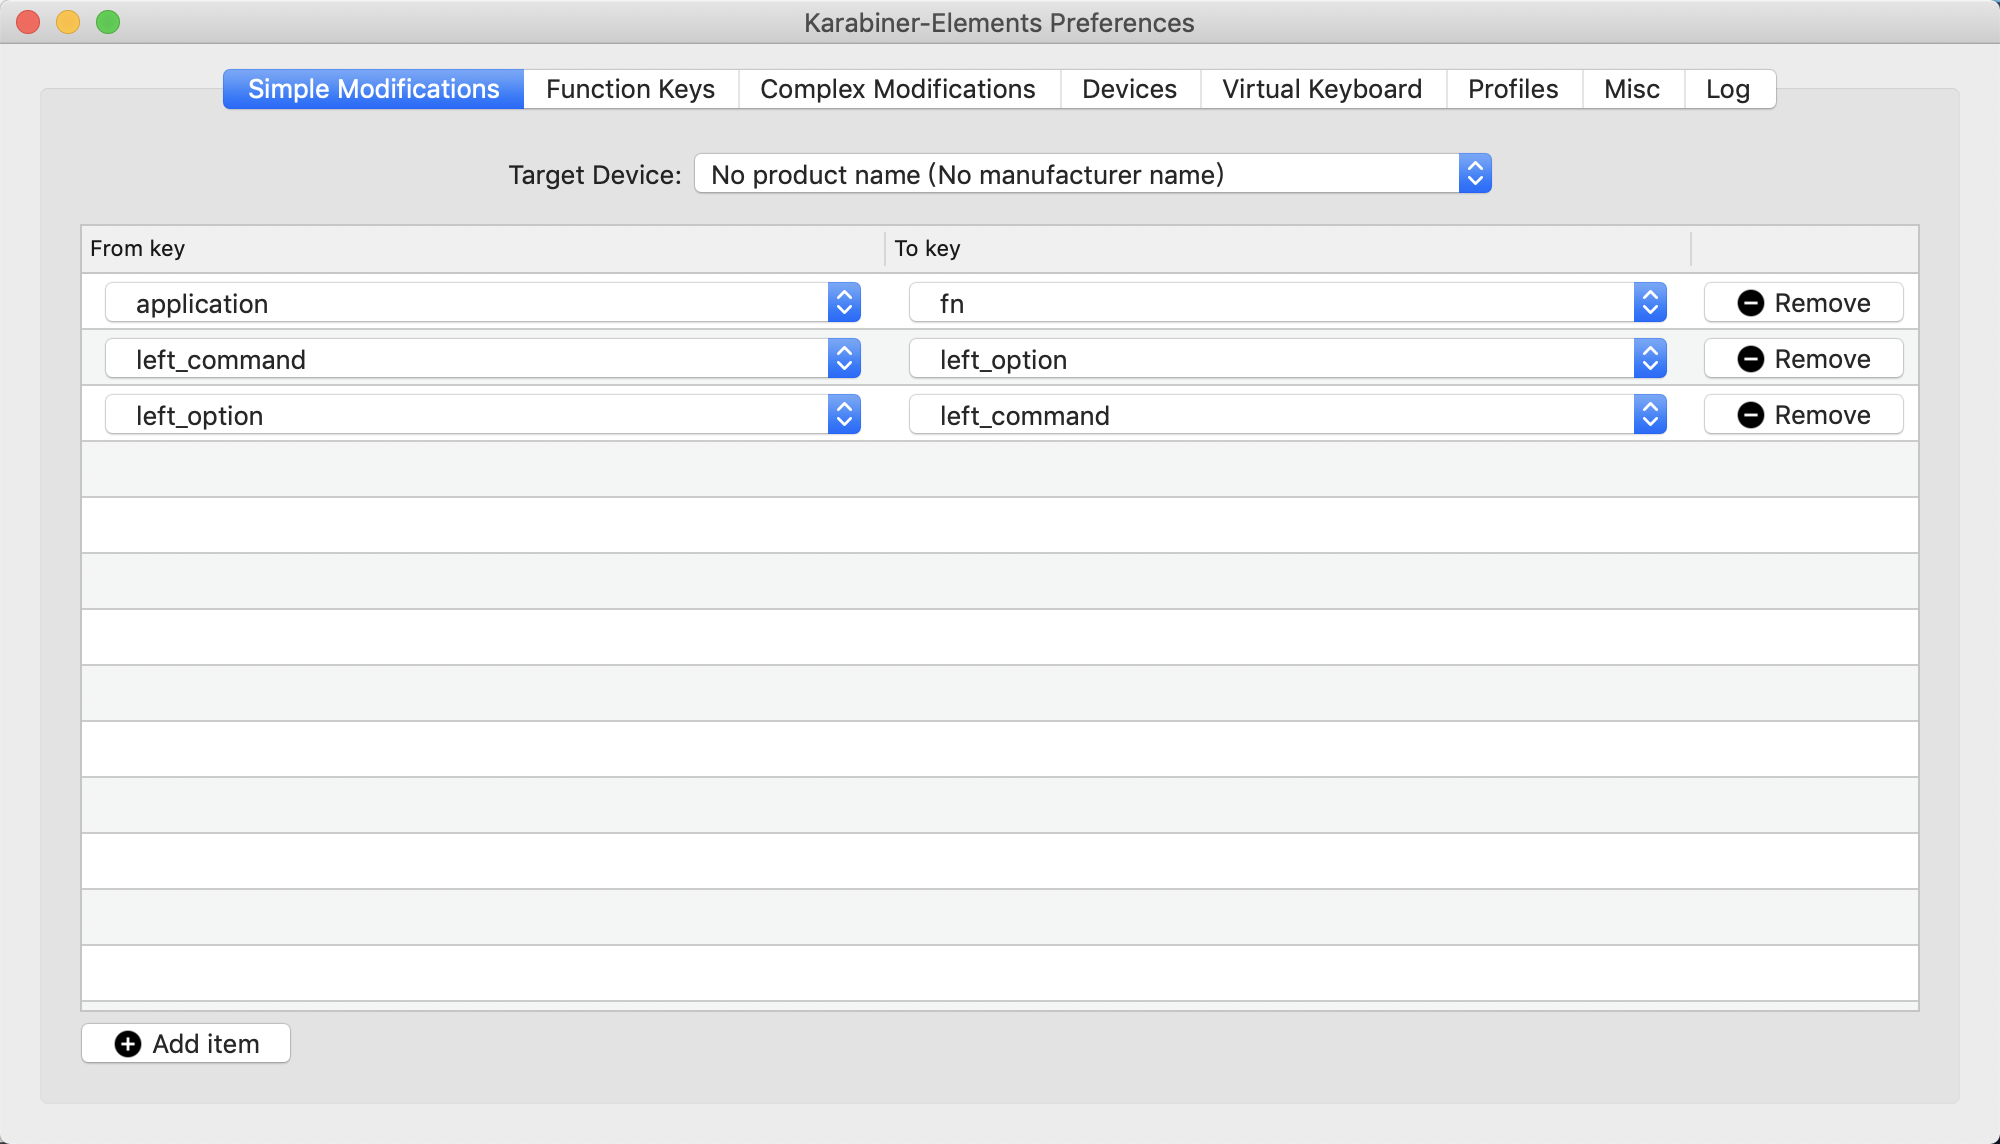 Karabiner-Elements Preferences
Simple Modifications Function Keys Complex Modifications Devices Virtual Keyboard Profiles Misc Log
Target Device: No product name (No manufacturer name)
From key To key
application fn Remove
left_command left_option Remove
left_option left_command Remove
Add item